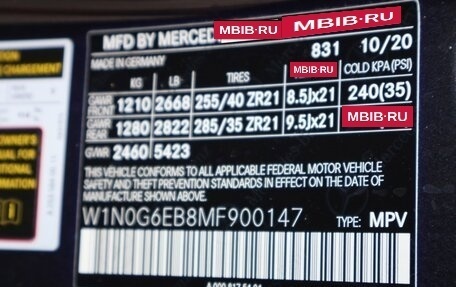 MBIB.RU MBIB.RU
MFD BY MERCED
831 10/20
MADE IN GERMANY
KG LB TIRES MBIB.RU COLD KPA (PSI)
GAWR FRONT 1210 2668 255/40 ZR21 8.5Jx21 240(35)
GAWR REAR 1280 2822 285/35 ZR21 9.5Jx21 MBIB.RU
GVWR 2460 5423
THIS VEHICLE CONFORMS TO ALL APPLICABLE FEDERAL MOTOR VEHICLE
SAFETY AND THEFT PREVENTION STANDARDS IN EFFECT ON THE DATE OF
MANUFACTURE SHOWN ABOVE.
W1N0G6EB8MF900147 TYPE: MPV